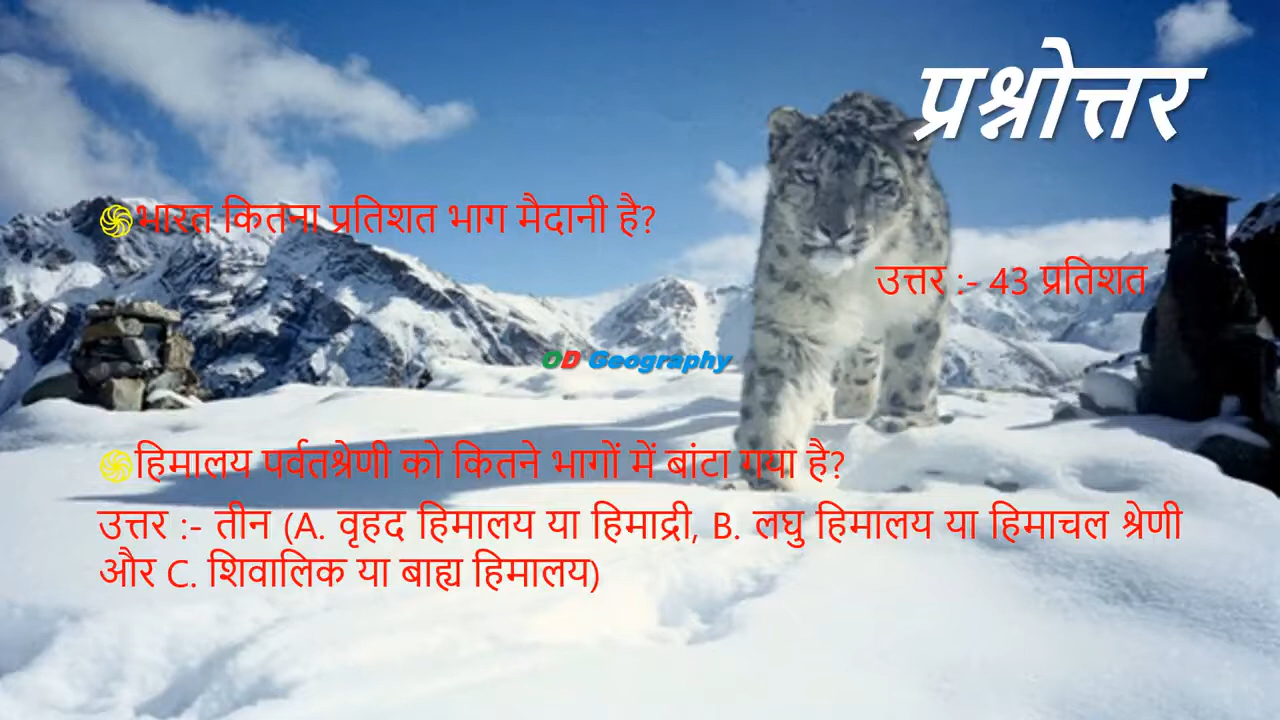 प्रश्नोत्तर
भारत कितना प्रतिशत भाग मैदानी है?
उत्तर :- 43 प्रतिशत
OD Geography
हिमालय पर्वतश्रेणी को कितने भागों में बांटा गया है?
उत्तर :- तीन (A. वृहद हिमालय या हिमाद्री, B. लघु हिमालय या हिमाचल श्रेणी
और C. शिवालिक या बाह्य हिमालय)